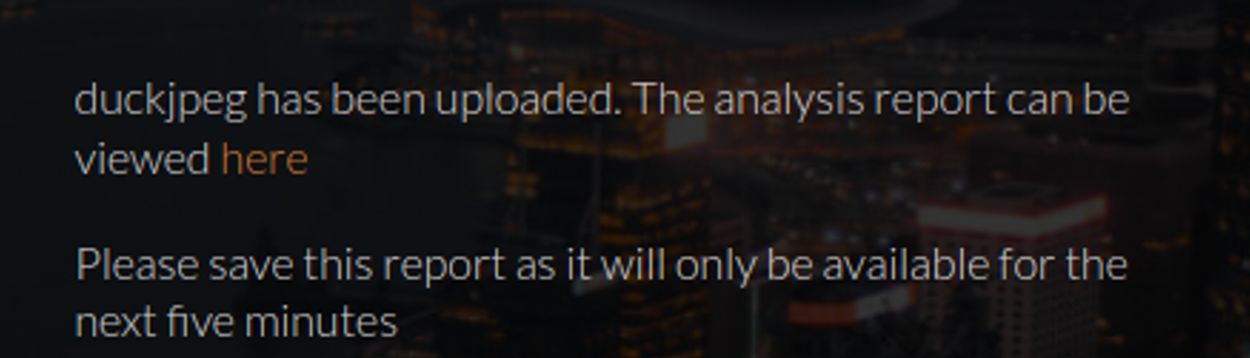 duckjpeg has been uploaded. The analysis report can be
viewed here
Please save this report as it will only be available for the
next five minutes